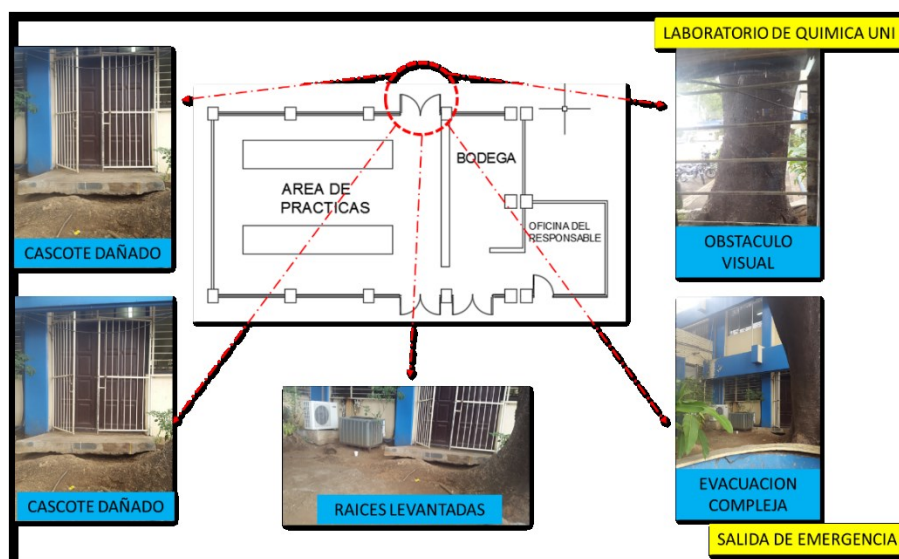 LABORATORIO DE QUIMICA UNI
CASCOTE DAÑADO
AREA DE
PRACTICAS
BODEGA
OFICINA DEL
RESPONSABLE
OBSTACULO
VISUAL
CASCOTE DAÑADO
RAICES LEVANTADAS
EVACUACION
COMPLEJA
SALIDA DE EMERGENCIA